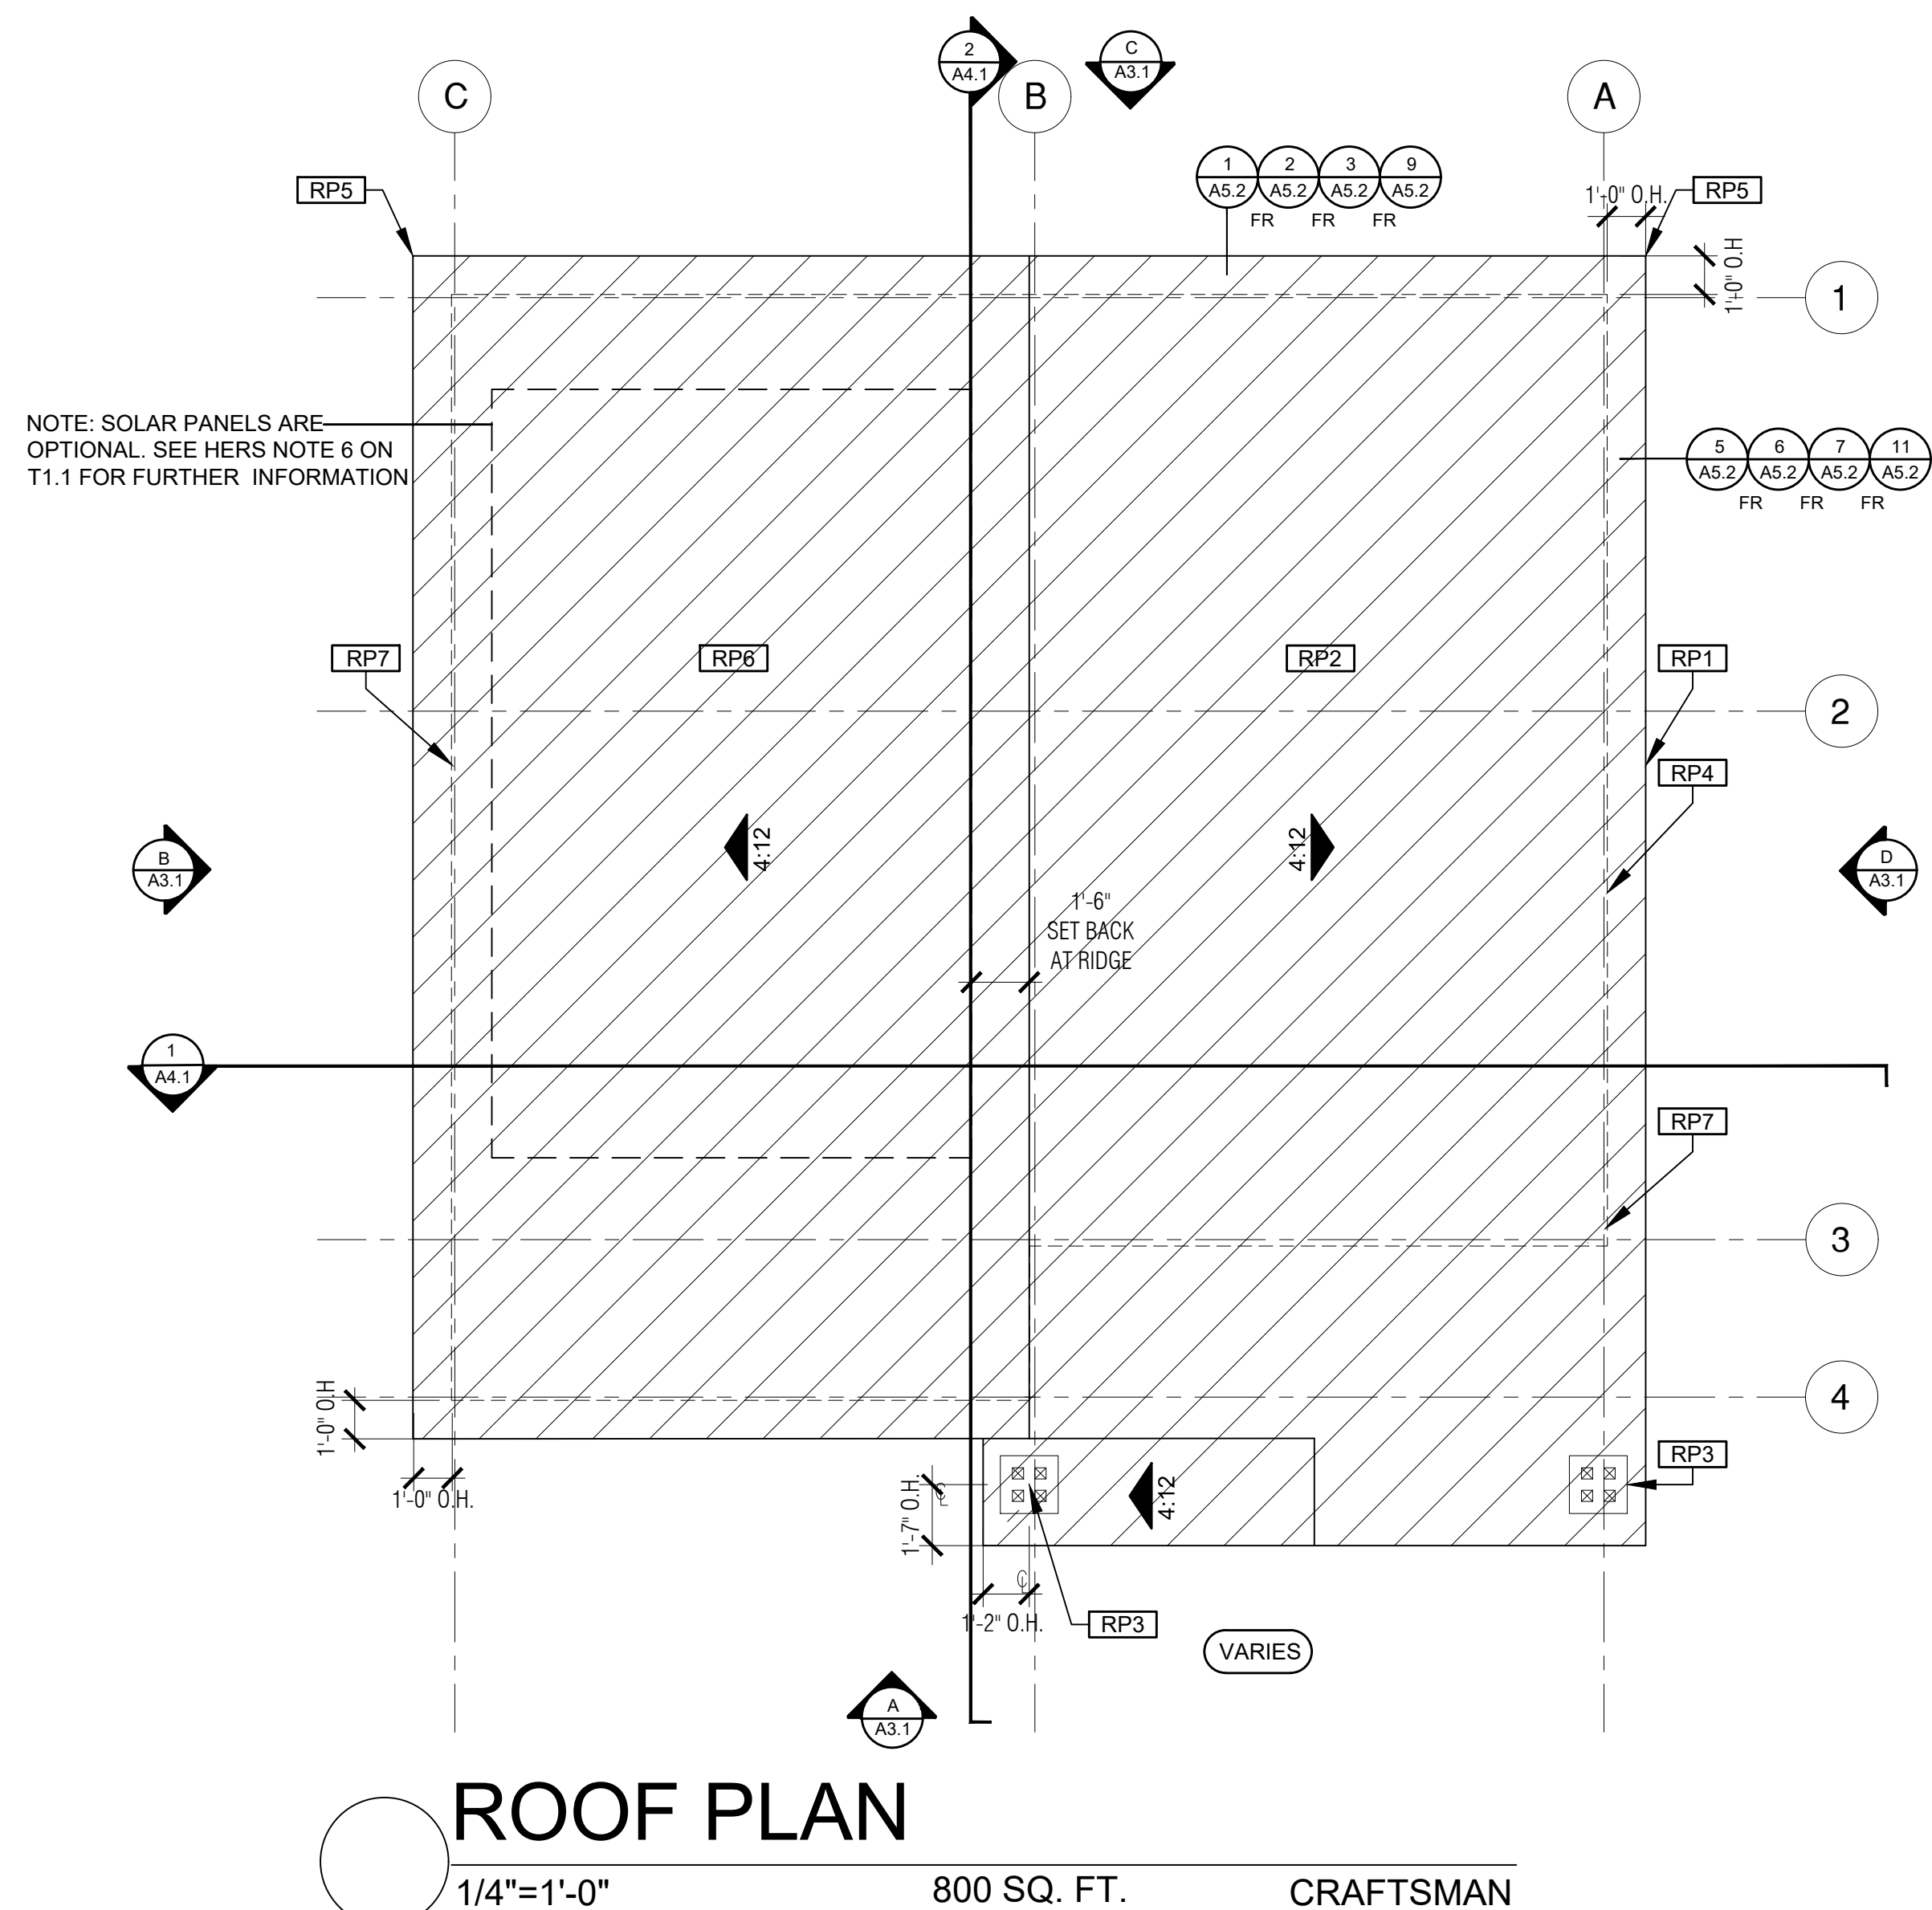 2
A4.1
C
A3.1
C
B
A
1
A5.2
2
A5.2
3
A5.2
9
A5.2
FR
FR
FR
RP5
1'-0" O.H.
RP5
1'-0" O.H
1
NOTE: SOLAR PANELS ARE
OPTIONAL. SEE HERS NOTE 6 ON
T1.1 FOR FURTHER INFORMATION
5
A5.2
6
A5.2
7
A5.2
11
A5.2
FR
FR
FR
RP7
RP6
RP2
RP1
2
RP4
4:12
4:12
B
A3.1
D
A3.1
1'-6"
SET BACK
AT RIDGE
1
A4.1
RP7
3
4
1'-0" O.H
1'-0" O.H.
1'-7" O.H.
CL
4:12
RP3
CL
1'-2" O.H.
RP3
VARIES
A
A3.1
ROOF PLAN
1/4"=1'-0"
800 SQ. FT.
CRAFTSMAN